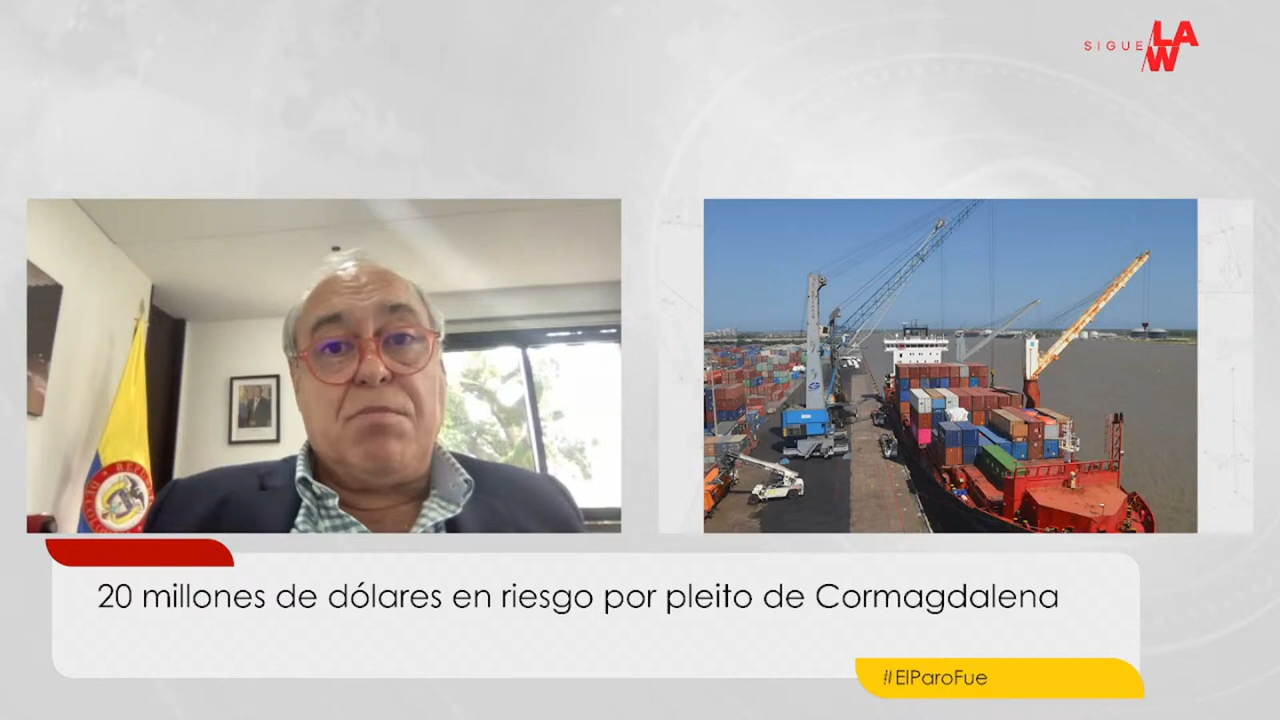 SIGUE LA W
20 millones de dólares en riesgo por pleito de Cormagdalena
#ElParoFue